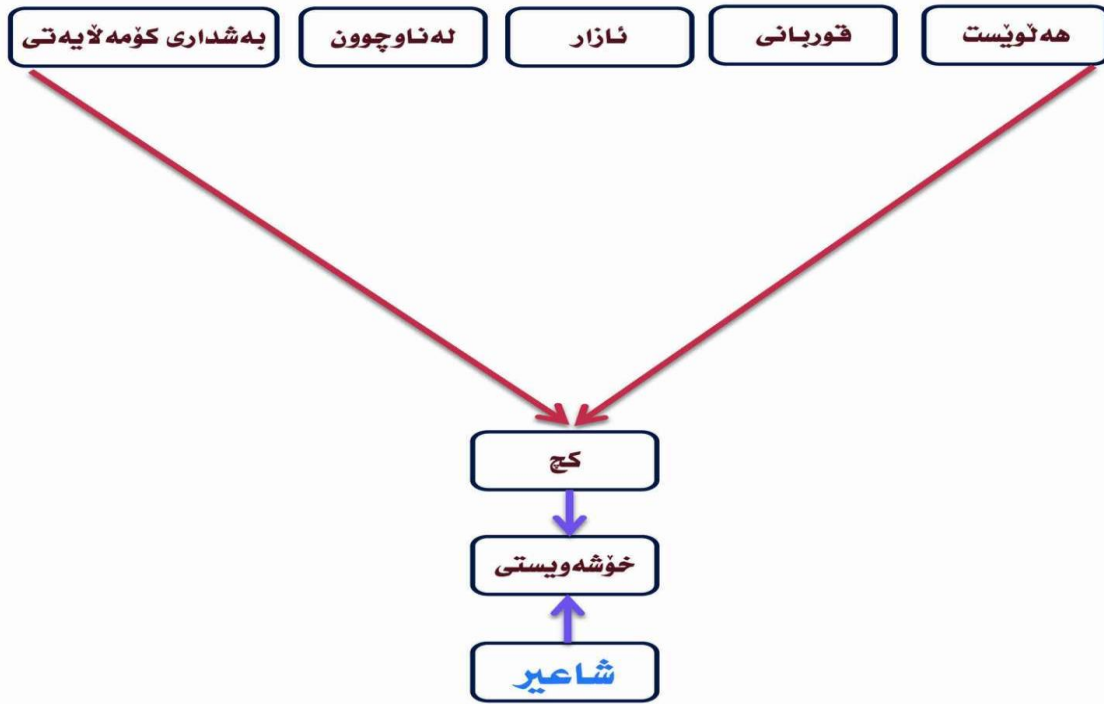 هەڵوێست
قوربانی
ئازار
لەناوچوون
بەشداری کۆمەڵایەتی
کچ
خۆشەویستی
شاعیر